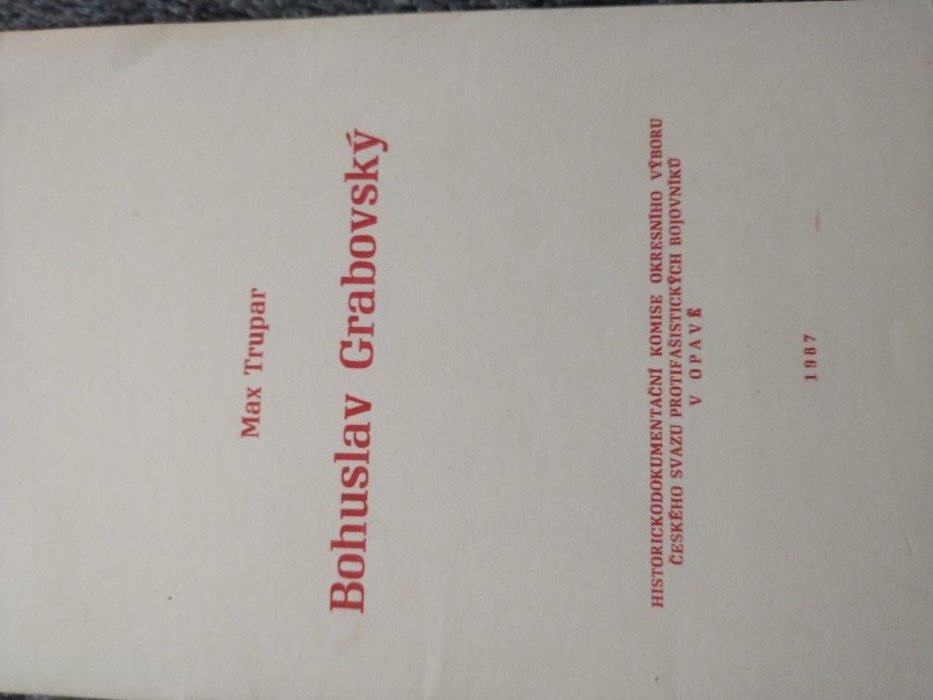 Max Trupar
Bohuslav Grabovský
HISTORICKODOKUMENTAČNÍ KOMISE OKRESNÍHO VÝBORU
ČESKÉHO SVAZU PROTIFAŠISTICKÝCH BOJOVNÍKŮ
V OPAVĚ
1987